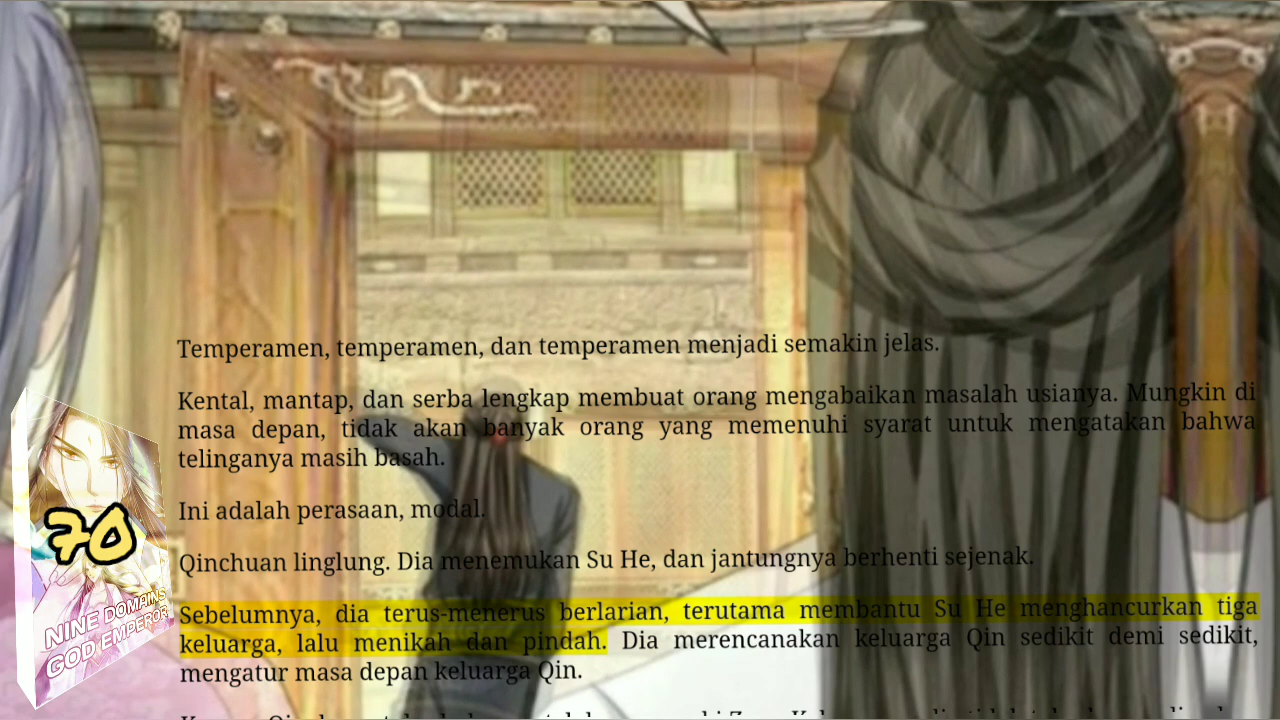 Temperamen, temperamen, dan temperamen menjadi semakin jelas.
Kental, mantap, dan serba lengkap membuat orang mengabaikan masalah usianya. Mungkin di
masa depan, tidak akan banyak orang yang memenuhi syarat untuk mengatakan bahwa
telinganya masih basah.
Ini adalah perasaan, modal.
Qinchuan linglung. Dia menemukan Su He, dan jantungnya berhenti sejenak.
Sebelumnya, dia terus-menerus berlarian, terutama membantu Su He menghancurkan tiga
keluarga, lalu menikah dan pindah. Dia merencanakan keluarga Qin sedikit demi sedikit,
mengatur masa depan keluarga Qin.
70
NINE DOMAINS
GOD EMPEROR